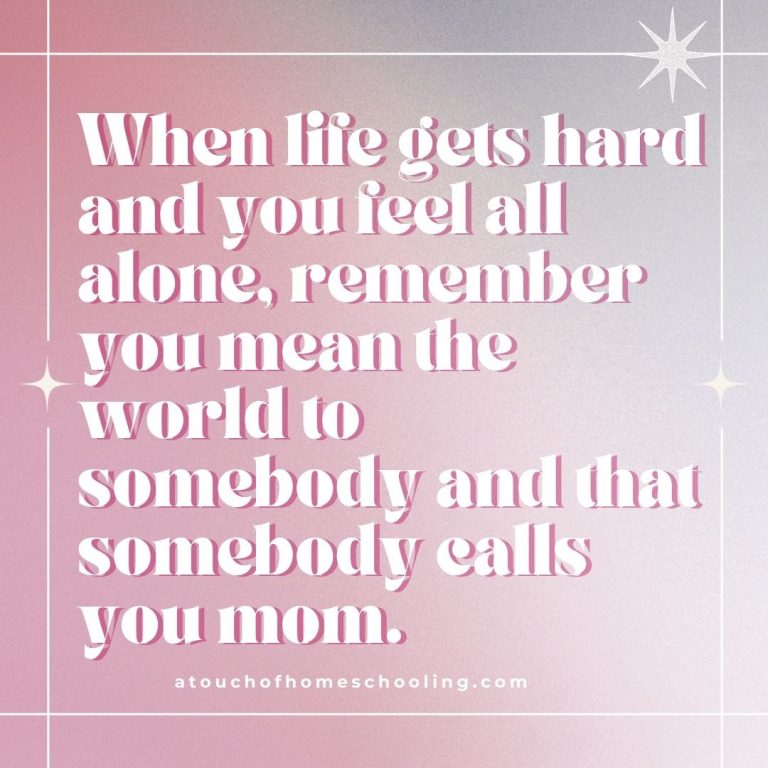 When life gets hard
and you feel all
alone, remember
you mean the
world to
somebody and that
somebody calls
you mom.
atouchofhomeschooling.com